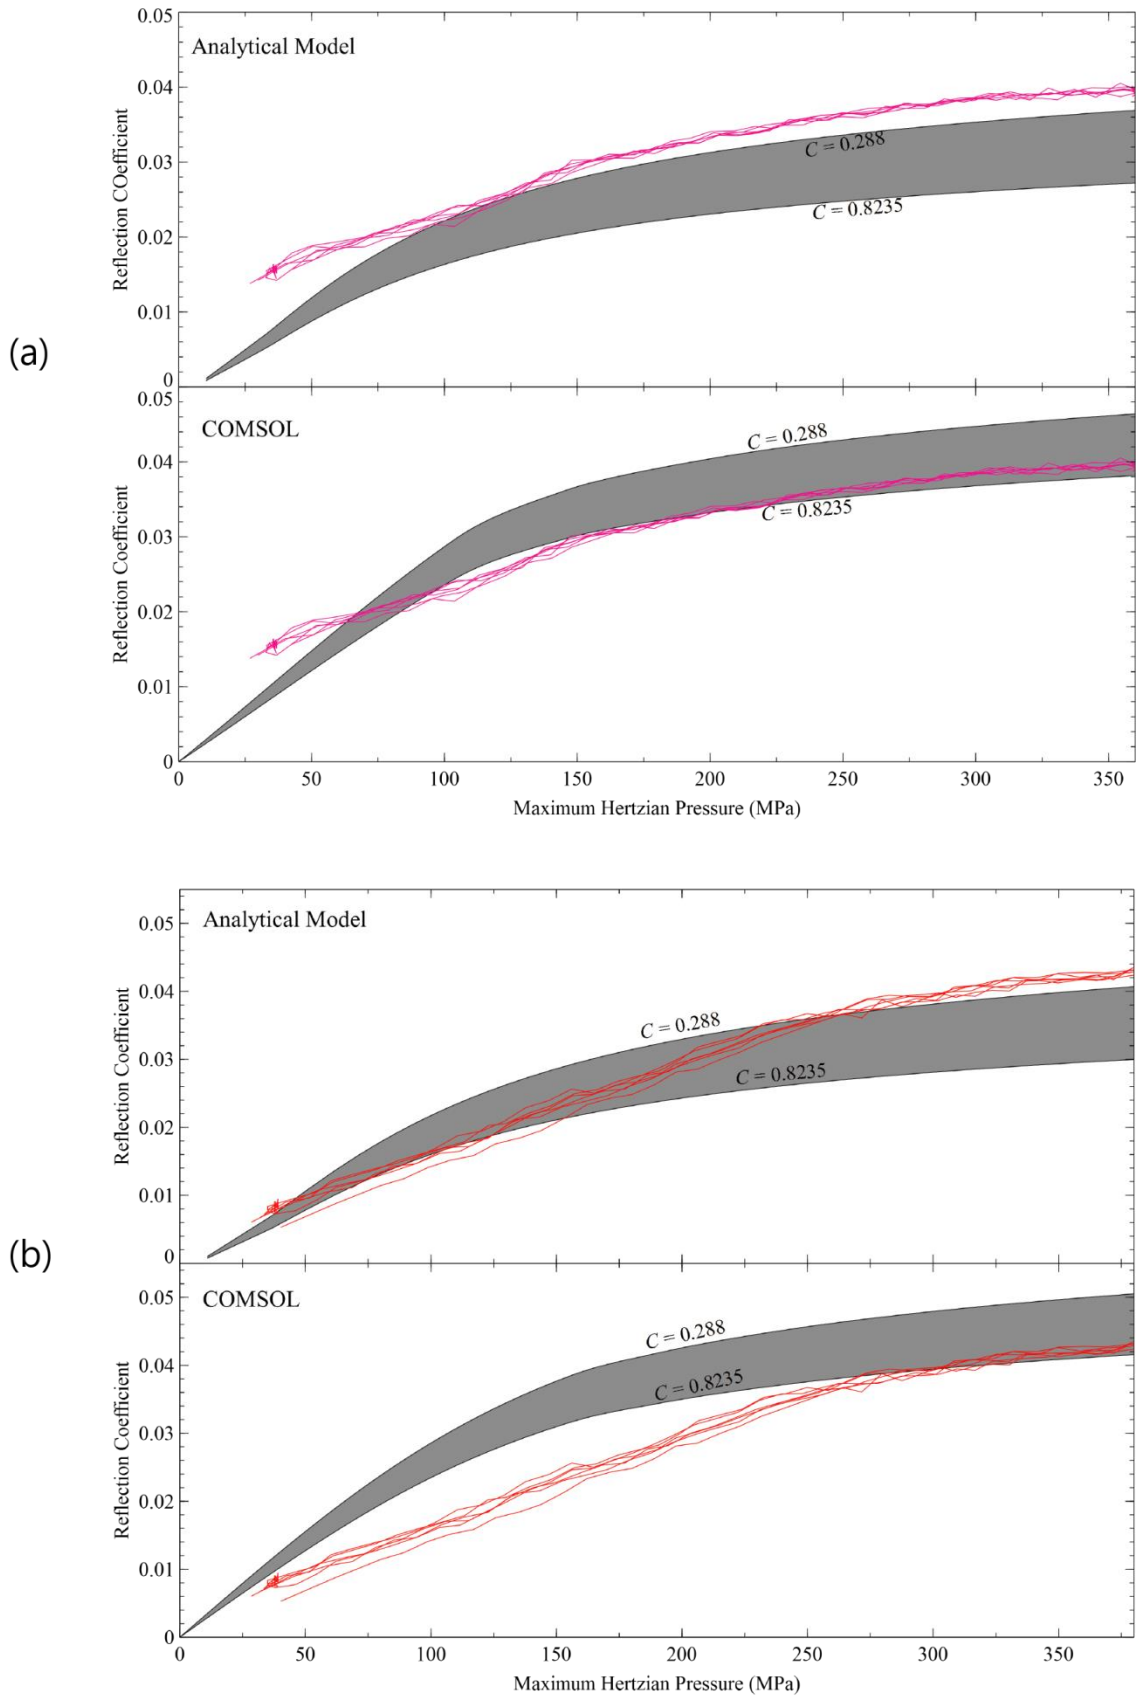 0.05
Analytical Model
0.04
C = 0.288
0.03
C = 0.8235
0.02
0.01
0
Reflection COefficient
(a)
0.05
COMSOL
C = 0.288
0.04
C = 0.8235
0.03
0.02
0.01
0
Reflection Coefficient
0 50 100 150 200 250 300 350
Maximum Hertzian Pressure (MPa)
Analytical Model
0.05
0.04
C = 0.288
0.03
C = 0.8235
0.02
0.01
0
Reflection Coefficient
(b)
COMSOL
0.05
C = 0.288
0.04
C = 0.8235
0.03
0.02
0.01
0
Reflection Coefficient
0 50 100 150 200 250 300 350
Maximum Hertzian Pressure (MPa)